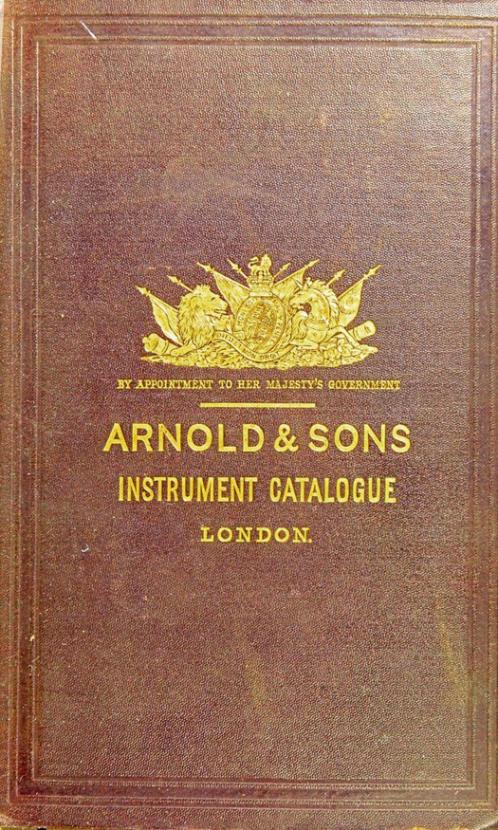 BY APPOINTMENT TO HER MAJESTY'S GOVERNMENT
ARNOLD & SONS
INSTRUMENT CATALOGUE
LONDON.